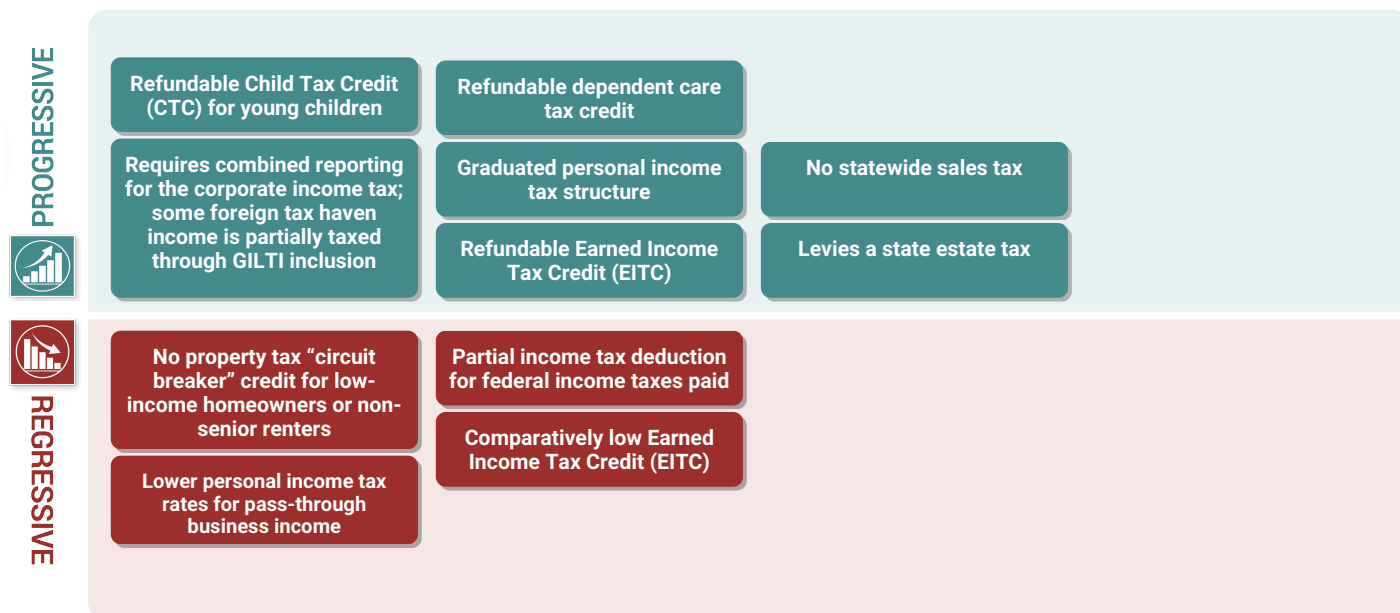 PROGRESSIVE
Refundable Child Tax Credit
(CTC) for young children
Requires combined reporting
for the corporate income tax;
some foreign tax haven
income is partially taxed
through GILTI inclusion
Refundable dependent care
tax credit
Graduated personal income
tax structure
Refundable Earned Income
Tax Credit (EITC)
No statewide sales tax
Levies a state estate tax
REGRESSIVE
No property tax “circuit
breaker” credit for low-
income homeowners or non-
senior renters
Lower personal income tax
rates for pass-through
business income
Partial income tax deduction
for federal income taxes paid
Comparatively low Earned
Income Tax Credit (EITC)